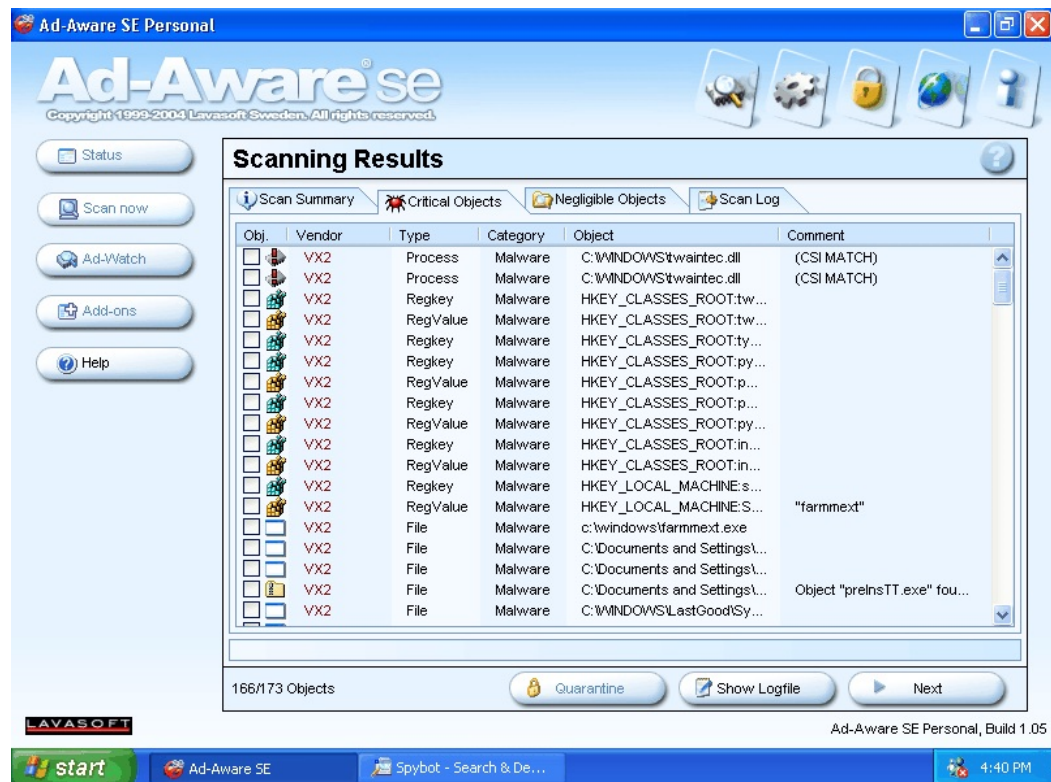 Ad-Aware SE Personal
Ad-Aware® se
Copyright 1999-2004 Lavasoft Sweden. All rights reserved.
Status
Scan now
Ad-Watch
Add-ons
Help
Scanning Results
Scan Summary Critical Objects Negligible Objects Scan Log
Obj. Vendor Type Category Object Comment
VX2 Process Malware C:\WINDOWS\twaintec.dll (CSI MATCH)
VX2 Process Malware C:\WINDOWS\twaintec.dll (CSI MATCH)
VX2 Regkey Malware HKEY_CLASSES_ROOT:tw...
VX2 RegValue Malware HKEY_CLASSES_ROOT:tw...
VX2 Regkey Malware HKEY_CLASSES_ROOT:ty...
VX2 Regkey Malware HKEY_CLASSES_ROOT:py...
VX2 RegValue Malware HKEY_CLASSES_ROOT:p...
VX2 Regkey Malware HKEY_CLASSES_ROOT:p...
VX2 RegValue Malware HKEY_CLASSES_ROOT:py...
VX2 Regkey Malware HKEY_CLASSES_ROOT:in...
VX2 RegValue Malware HKEY_CLASSES_ROOT:in...
VX2 Regkey Malware HKEY_LOCAL_MACHINE:s...
VX2 RegValue Malware HKEY_LOCAL_MACHINE:S... "farmmext"
VX2 File Malware c:\windows\farmmext.exe
VX2 File Malware C:\Documents and Settings\...
VX2 File Malware C:\Documents and Settings\...
VX2 File Malware C:\Documents and Settings\... Object "preInsTT.exe" fou...
VX2 File Malware C:\WINDOWS\LastGood\Sy...
166/173 Objects
Quarantine
Show Logfile
Next
LAVASOFT
Ad-Aware SE Personal, Build 1.05
start Ad-Aware SE Spybot - Search & De... 4:40 PM